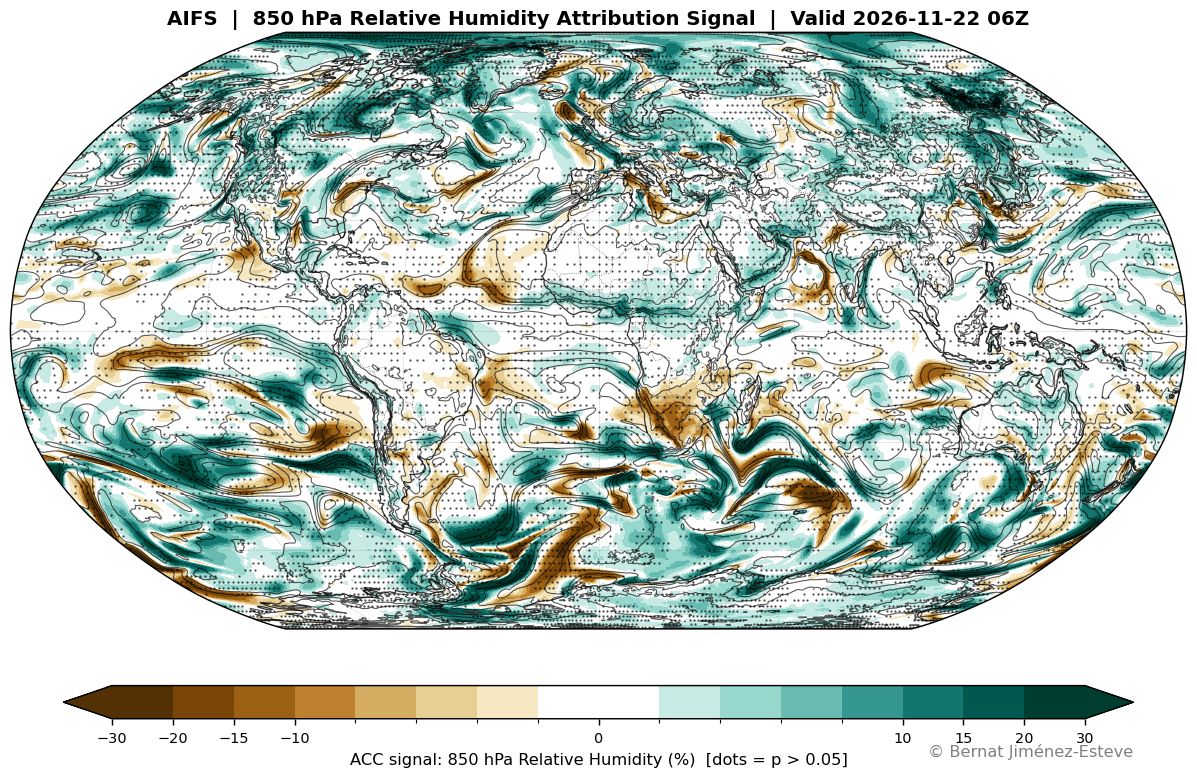 AIFS | 850 hPa Relative Humidity Attribution Signal | Valid 2026-11-22 06Z
−30 −20 −15 −10 0 10 15 20 30
ACC signal: 850 hPa Relative Humidity (%) [dots = p > 0.05]
© Bernat Jiménez-Esteve